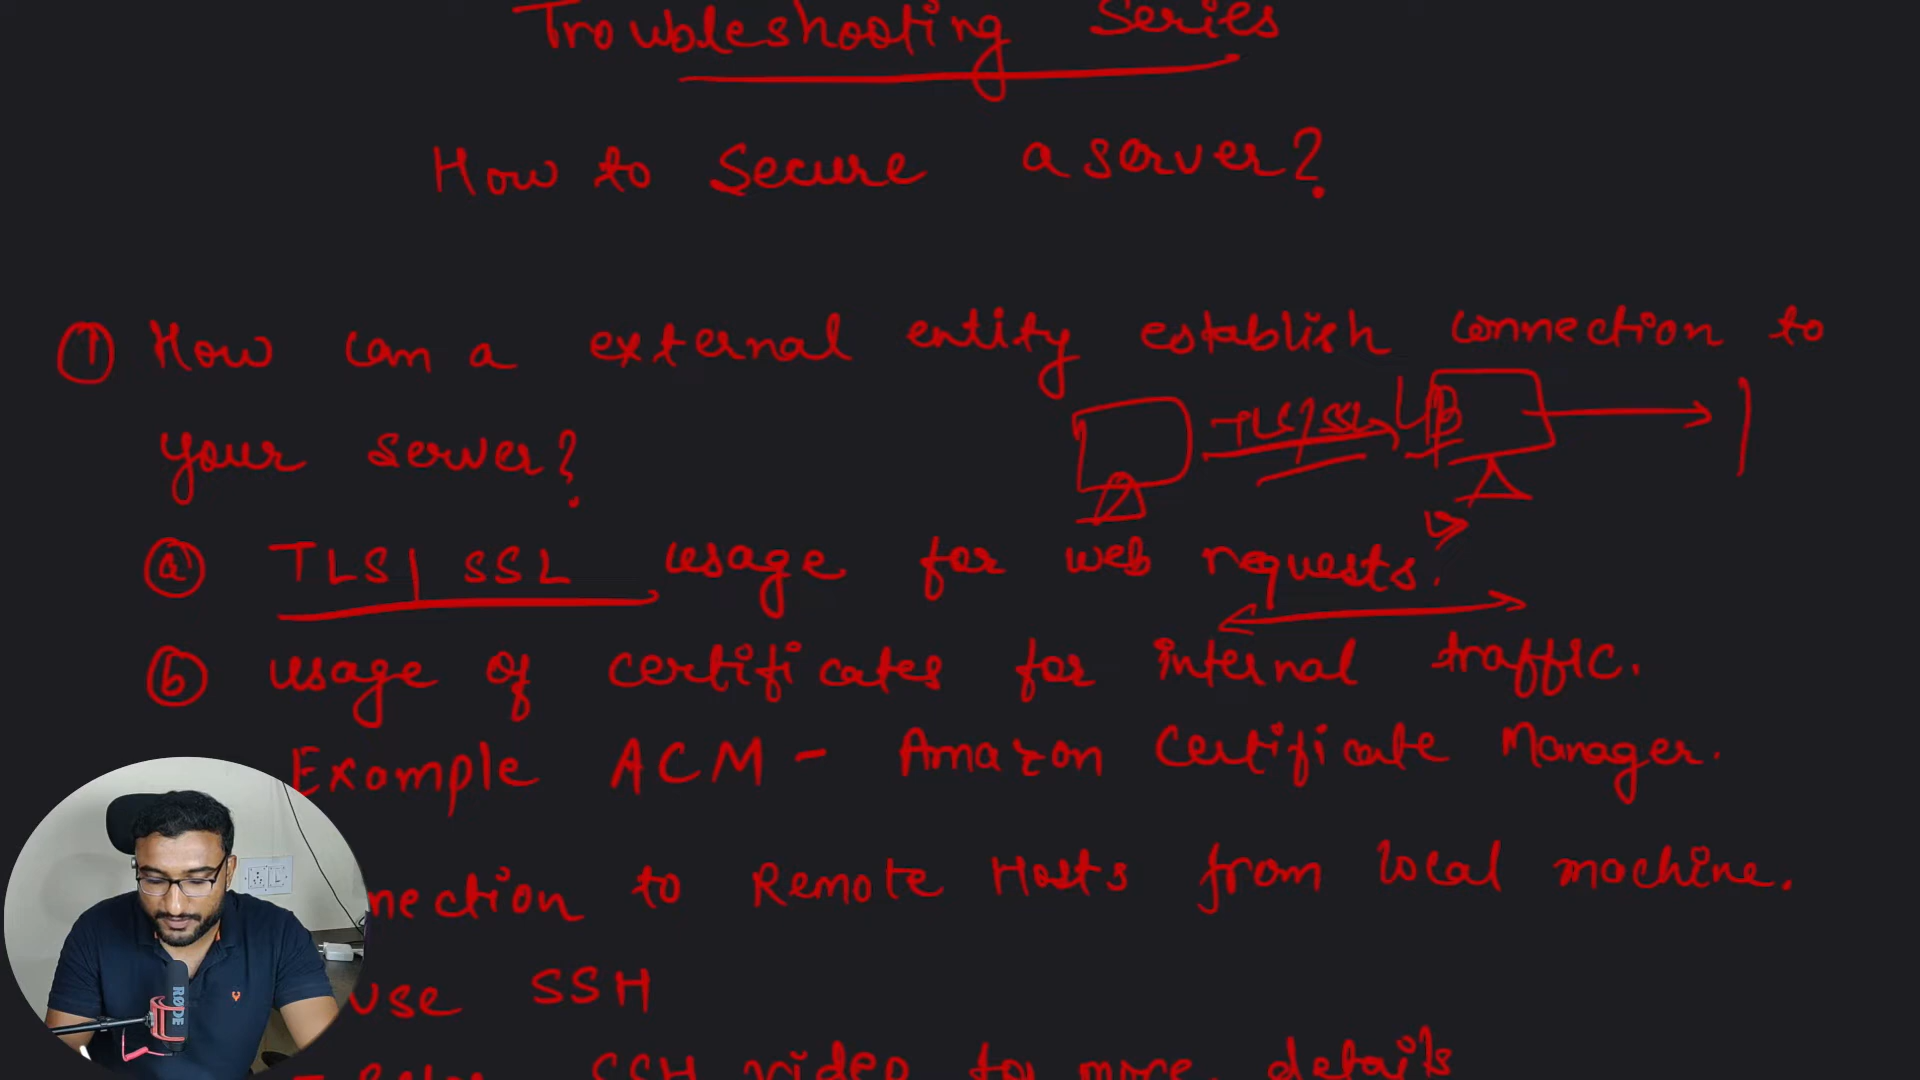 Troubleshooting Series
How to Secure a server?
1 How can a external entity establish connection to
your server?
TLS/SSL LB
a TLS | SSL usage for web requests.
b usage of certificates for internal traffic.
Example ACM - Amazon Certificate Manager.
nection to Remote Hosts from local machine.
use SSH
SSH video for more details
RØDE